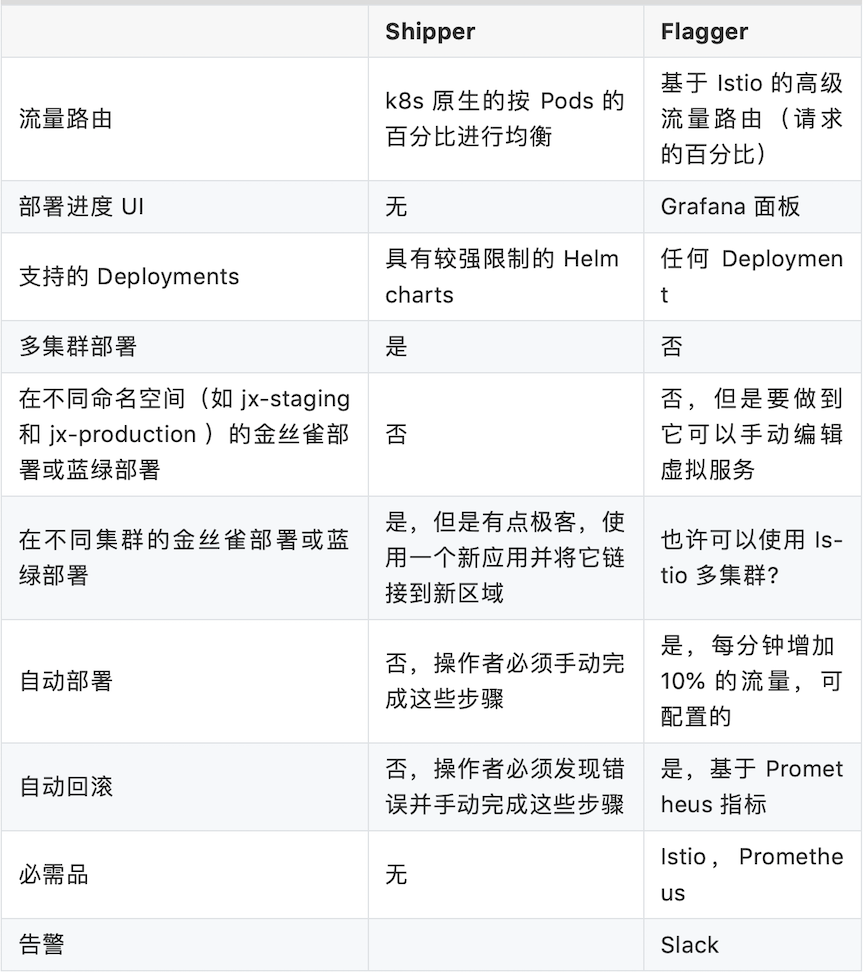 Shipper
Flagger
流量路由
k8s 原生的按 Pods 的
百分比进行均衡
基于 Istio 的高级
流量路由（请求
的百分比）
部署进度 UI
无
Grafana 面板
支持的 Deployments
具有较强限制的 Helm
charts
任何 Deploymen
t
多集群部署
是
否
在不同命名空间（如 jx-staging
和 jx-production ）的金丝雀部
署或蓝绿部署
否
否，但是要做到
它可以手动编辑
虚拟服务
在不同集群的金丝雀部署或蓝
绿部署
是，但是有点极客，使
用一个新应用并将它链
接到新区域
也许可以使用 Is-
tio 多集群？
自动部署
否，操作者必须手动完
成这些步骤
是，每分钟增加
10% 的流量，可
配置的
自动回滚
否，操作者必须发现错
误并手动完成这些步骤
是，基于 Promet
heus 指标
必需品
无
Istio， Promethe
us
告警
Slack